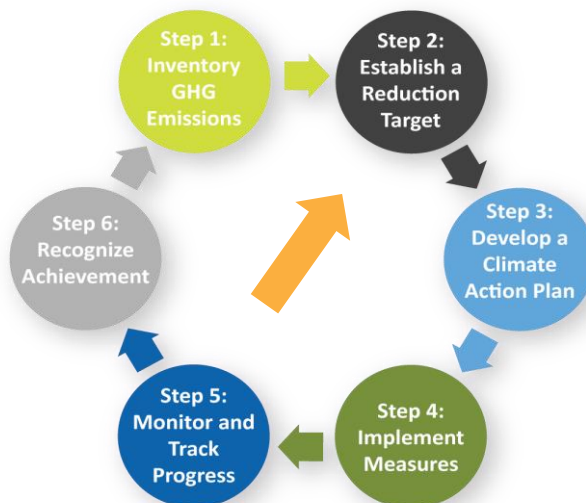 Step 1:
Inventory
GHG
Emissions
Step 2:
Establish a
Reduction
Target
Step 3:
Develop a
Climate
Action Plan
Step 4:
Implement
Measures
Step 5:
Monitor and
Track
Progress
Step 6:
Recognize
Achievement